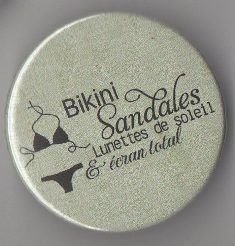 Bikini
Sandales
Lunettes de soleil
& écran total